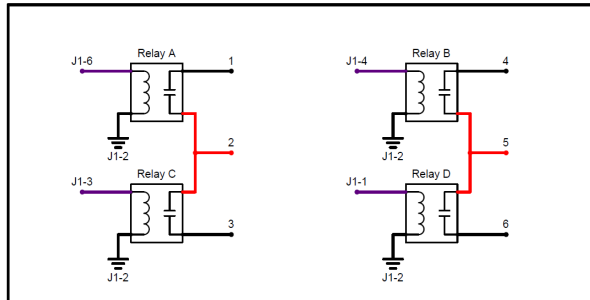 Relay A
1
J1-6
2
J1-2
Relay C
J1-3
3
J1-2
Relay B
4
J1-4
5
J1-2
Relay D
J1-1
6
J1-2